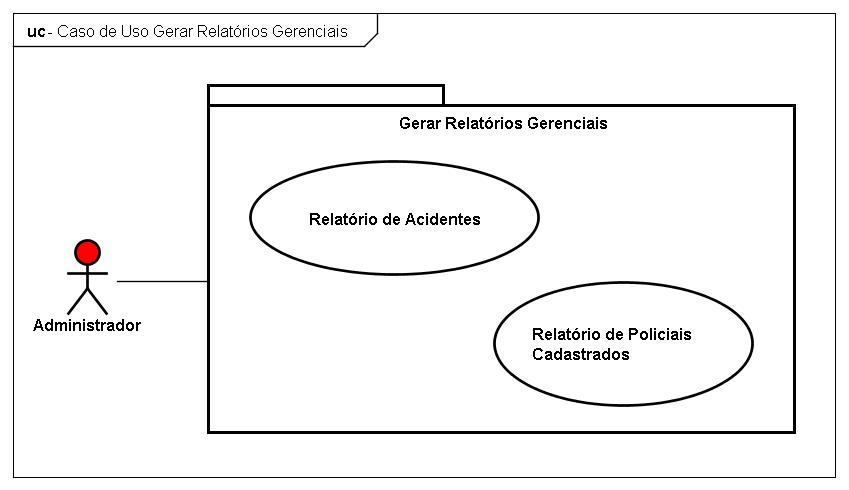 uc - Caso de Uso Gerar Relatórios Gerenciais
Gerar Relatórios Gerenciais
Relatório de Acidentes
Administrador
Relatório de Policiais
Cadastrados